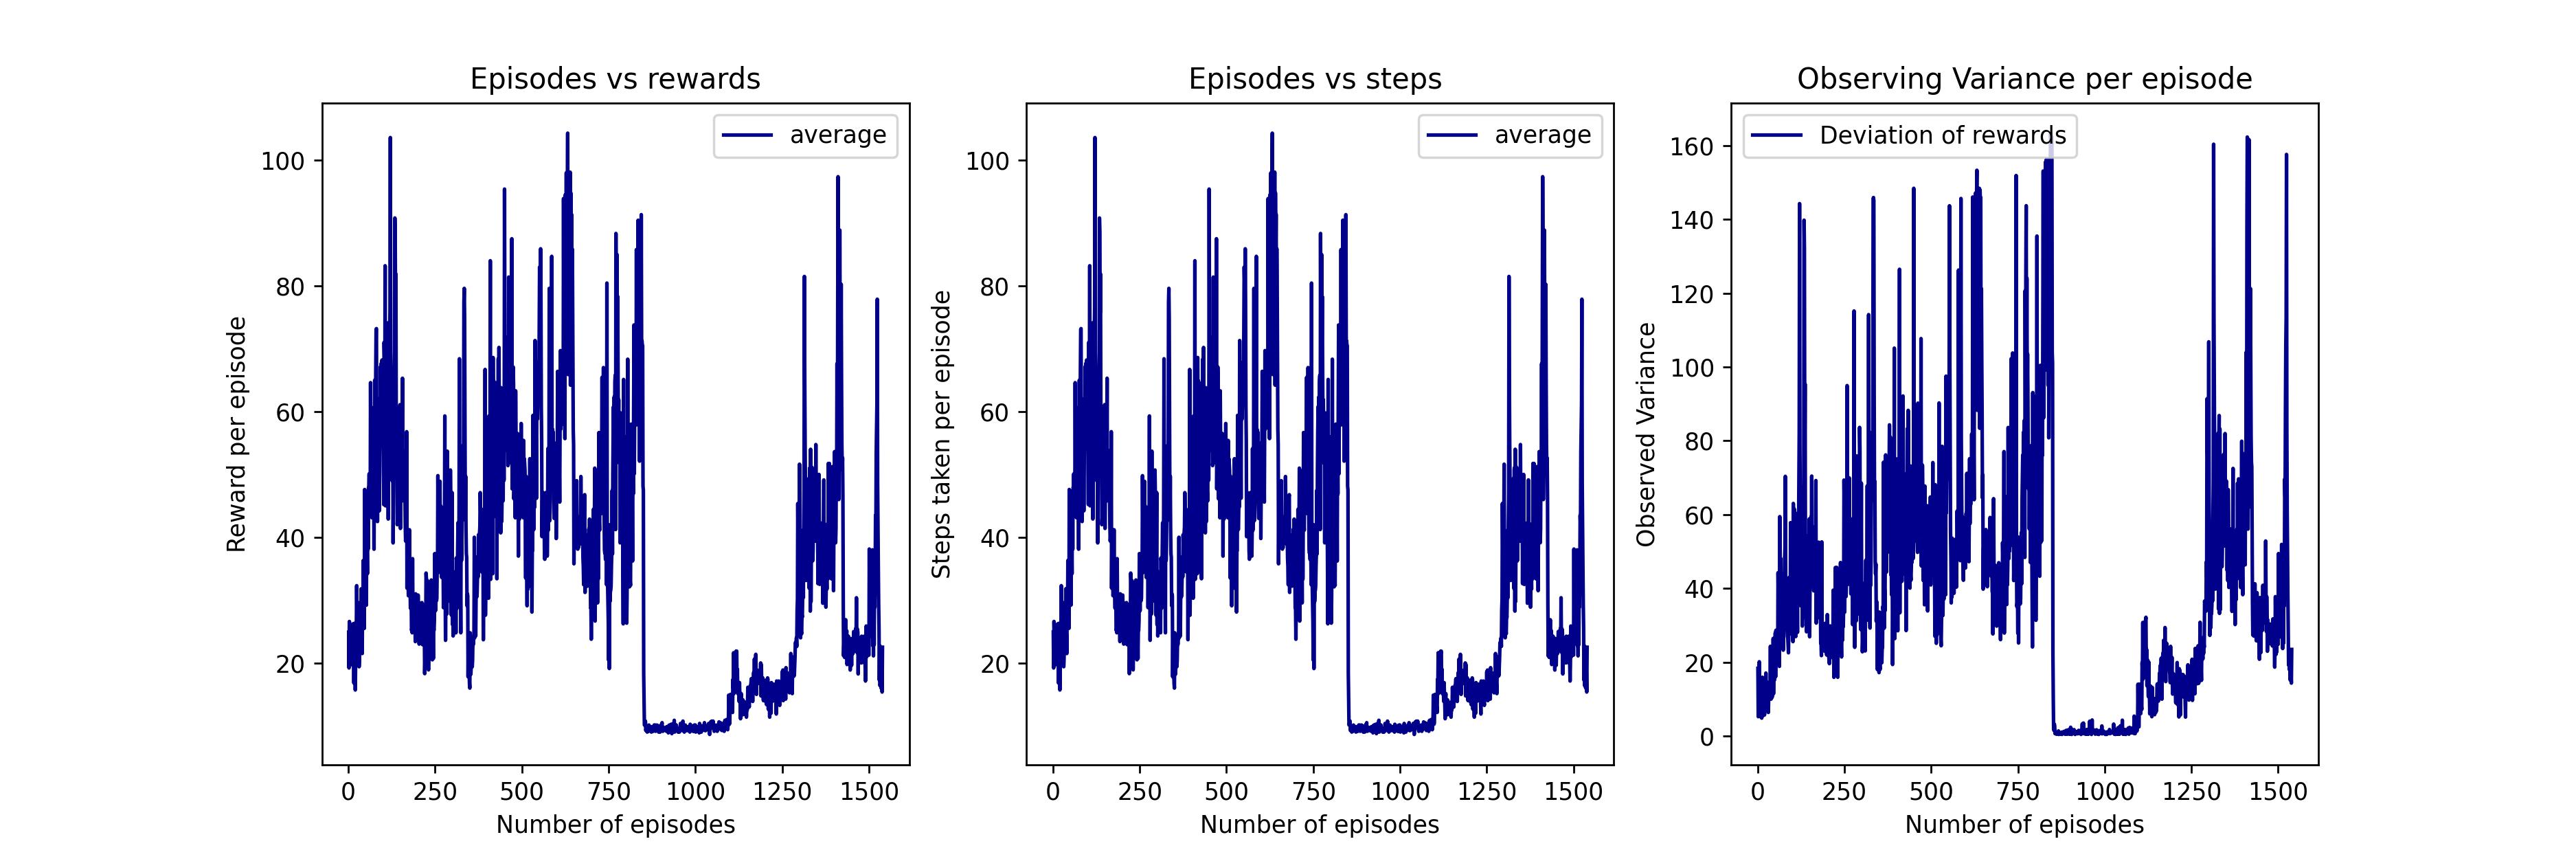 Episodes vs rewards
average
Reward per episode
100
80
60
40
20
0 250 500 750 1000 1250 1500
Number of episodes
Episodes vs steps
average
Steps taken per episode
100
80
60
40
20
0 250 500 750 1000 1250 1500
Number of episodes
Observing Variance per episode
Deviation of rewards
Observed Variance
160
140
120
100
80
60
40
20
0
0 250 500 750 1000 1250 1500
Number of episodes